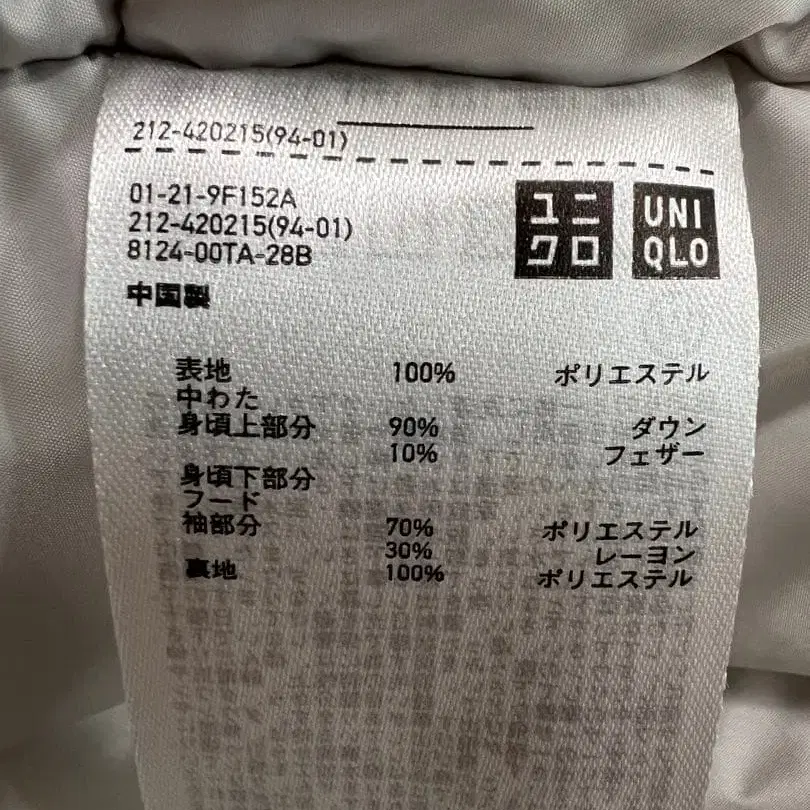 212-420215(94-01)
01-21-9F152A
212-420215(94-01)
8124-00TA-28B
中国製
ユニ
クロ
UNI
QLO
表地 100% ポリエステル
中わた
身頃上部分 90% ダウン
10% フェザー
身頃下部分
フード
袖部分 70% ポリエステル
30% レーヨン
裏地 100% ポリエステル